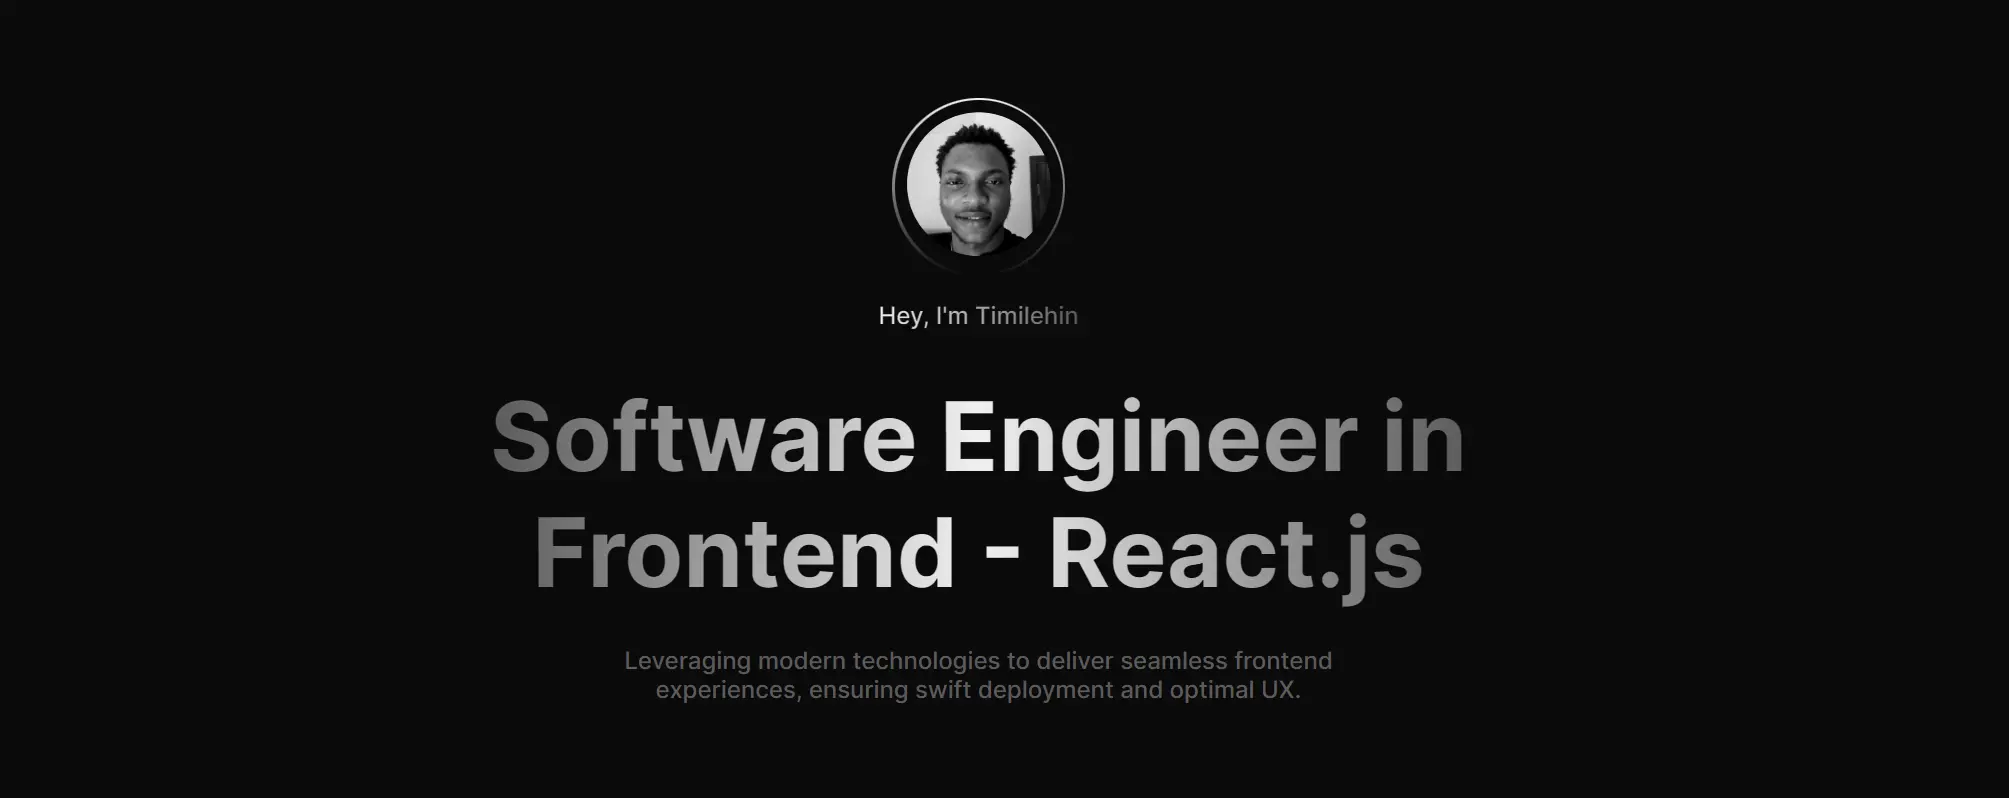 Hey, I'm Timilehin
Software Engineer in
Frontend - React.js
Leveraging modern technologies to deliver seamless frontend
experiences, ensuring swift deployment and optimal UX.